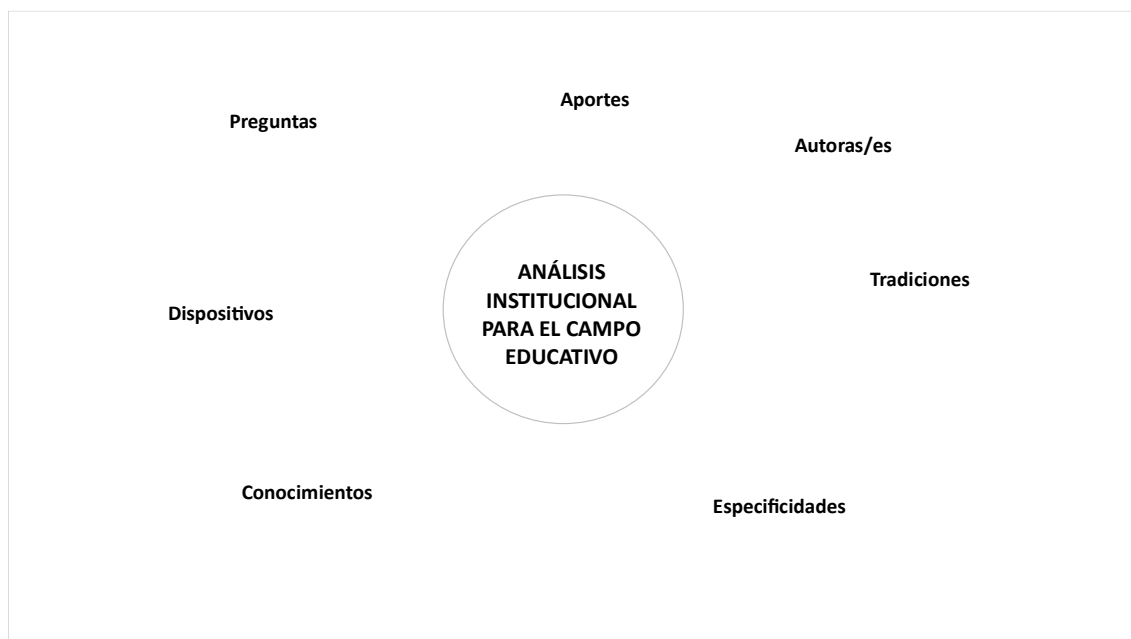 Aportes
Preguntas
Autoras/es
ANÁLISIS
INSTITUCIONAL
PARA EL CAMPO
EDUCATIVO
Tradiciones
Dispositivos
Conocimientos
Especificidades